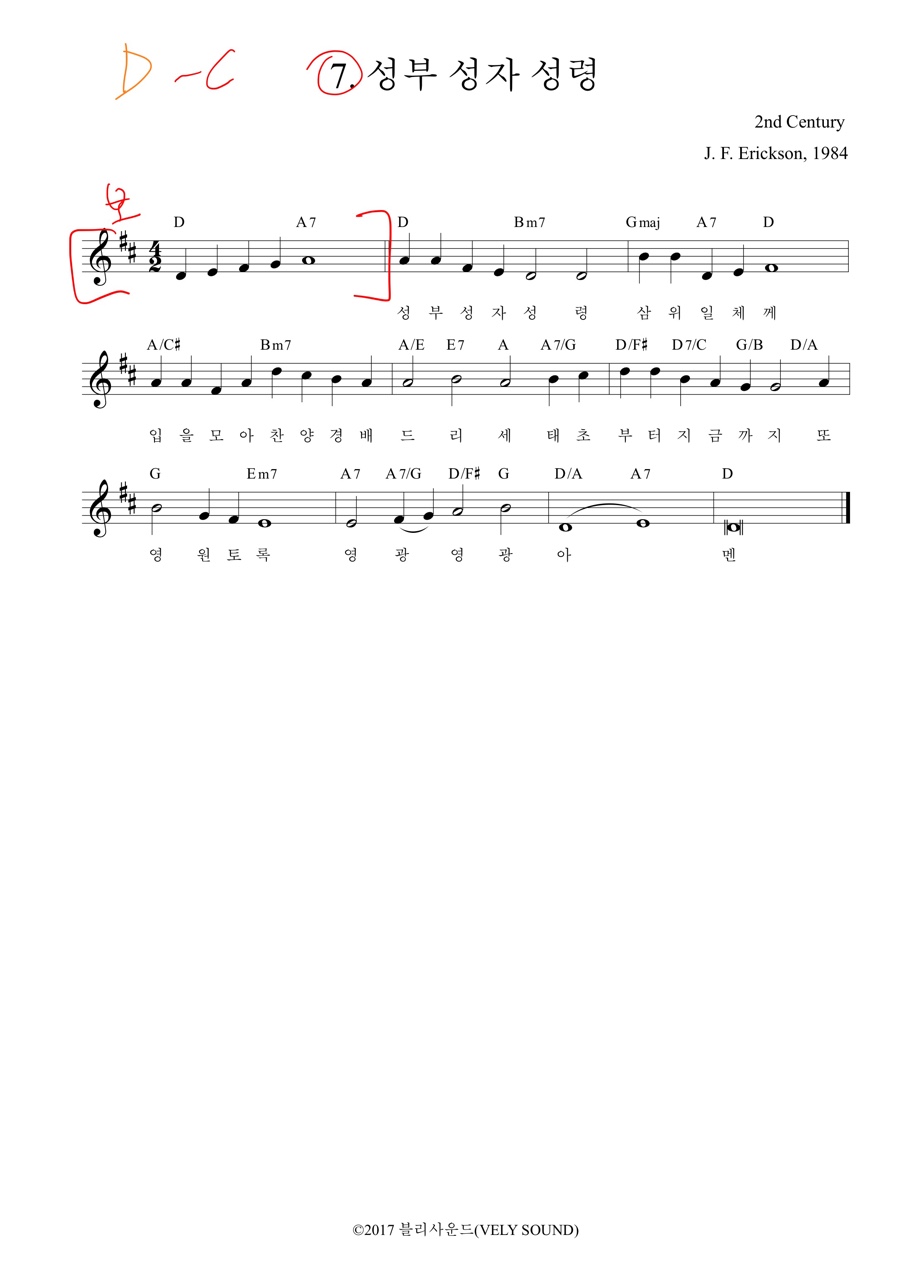 D ~ C 7. 성부 성자 성령
2nd Century
J. F. Erickson, 1984
D A7 D Bm7 Gmaj A7 D
성 부 성 자 성 령 삼 위 일 체 께
A/C♯ Bm7 A/E E7 A A7/G D/F♯ D7/C G/B D/A
입 을 모 아 찬 양 경 배 드 리 세 태 초 부 터 지 금 까 지 또
G Em7 A7 A7/G D/F♯ G D/A A7 D
영 원 토 록 영 광 영 광 아 멘
©2017 블리사운드(VELY SOUND)